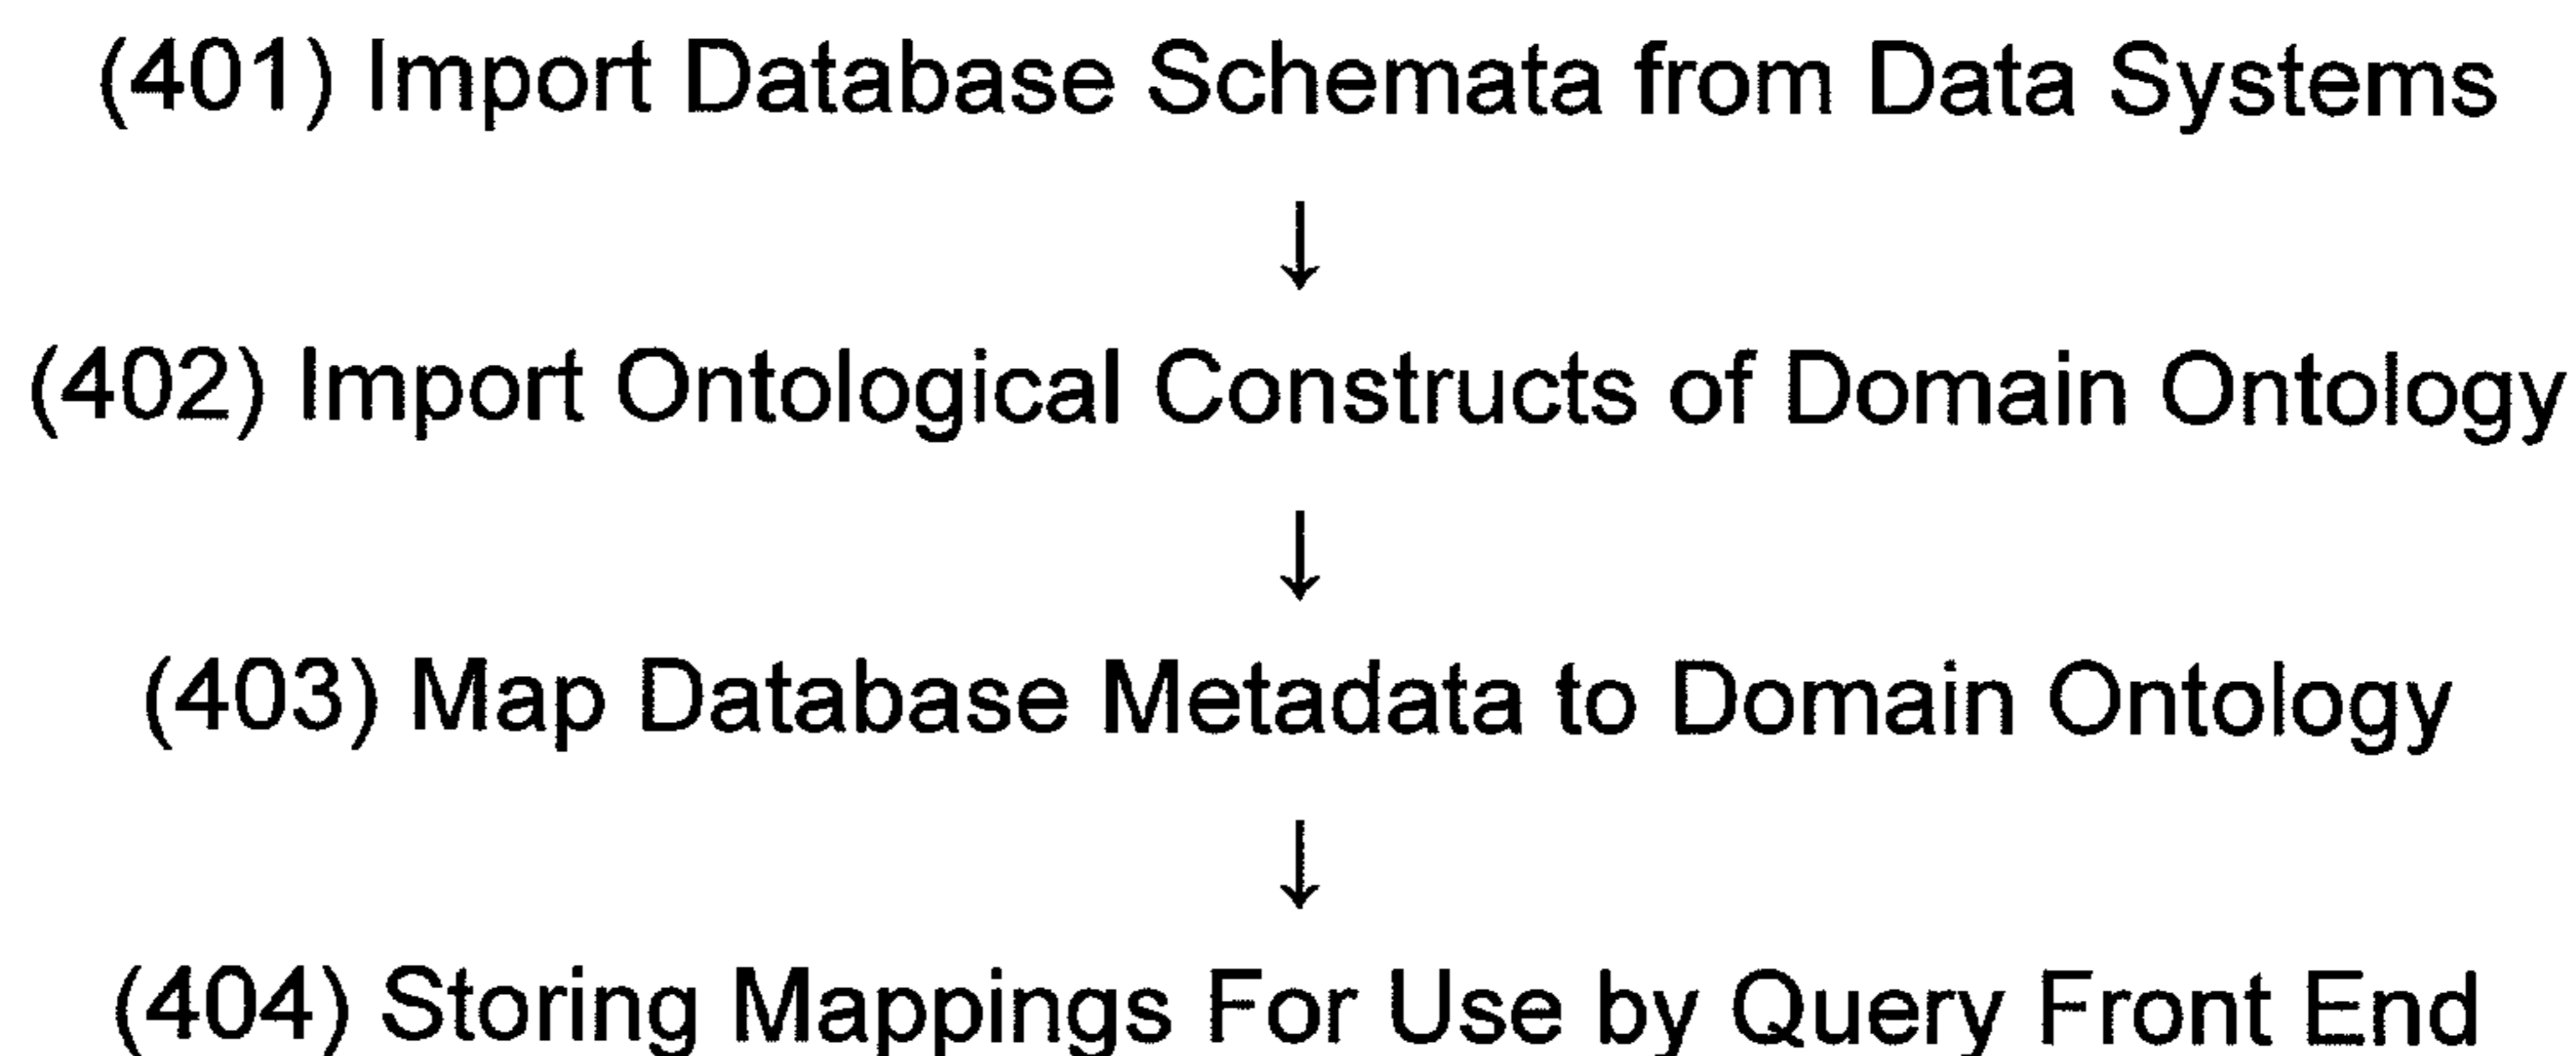 (401) Import Database Schemata from Data Systems
↓
(402) Import Ontological Constructs of Domain Ontology
↓
(403) Map Database Metadata to Domain Ontology
↓
(404) Storing Mappings For Use by Query Front End